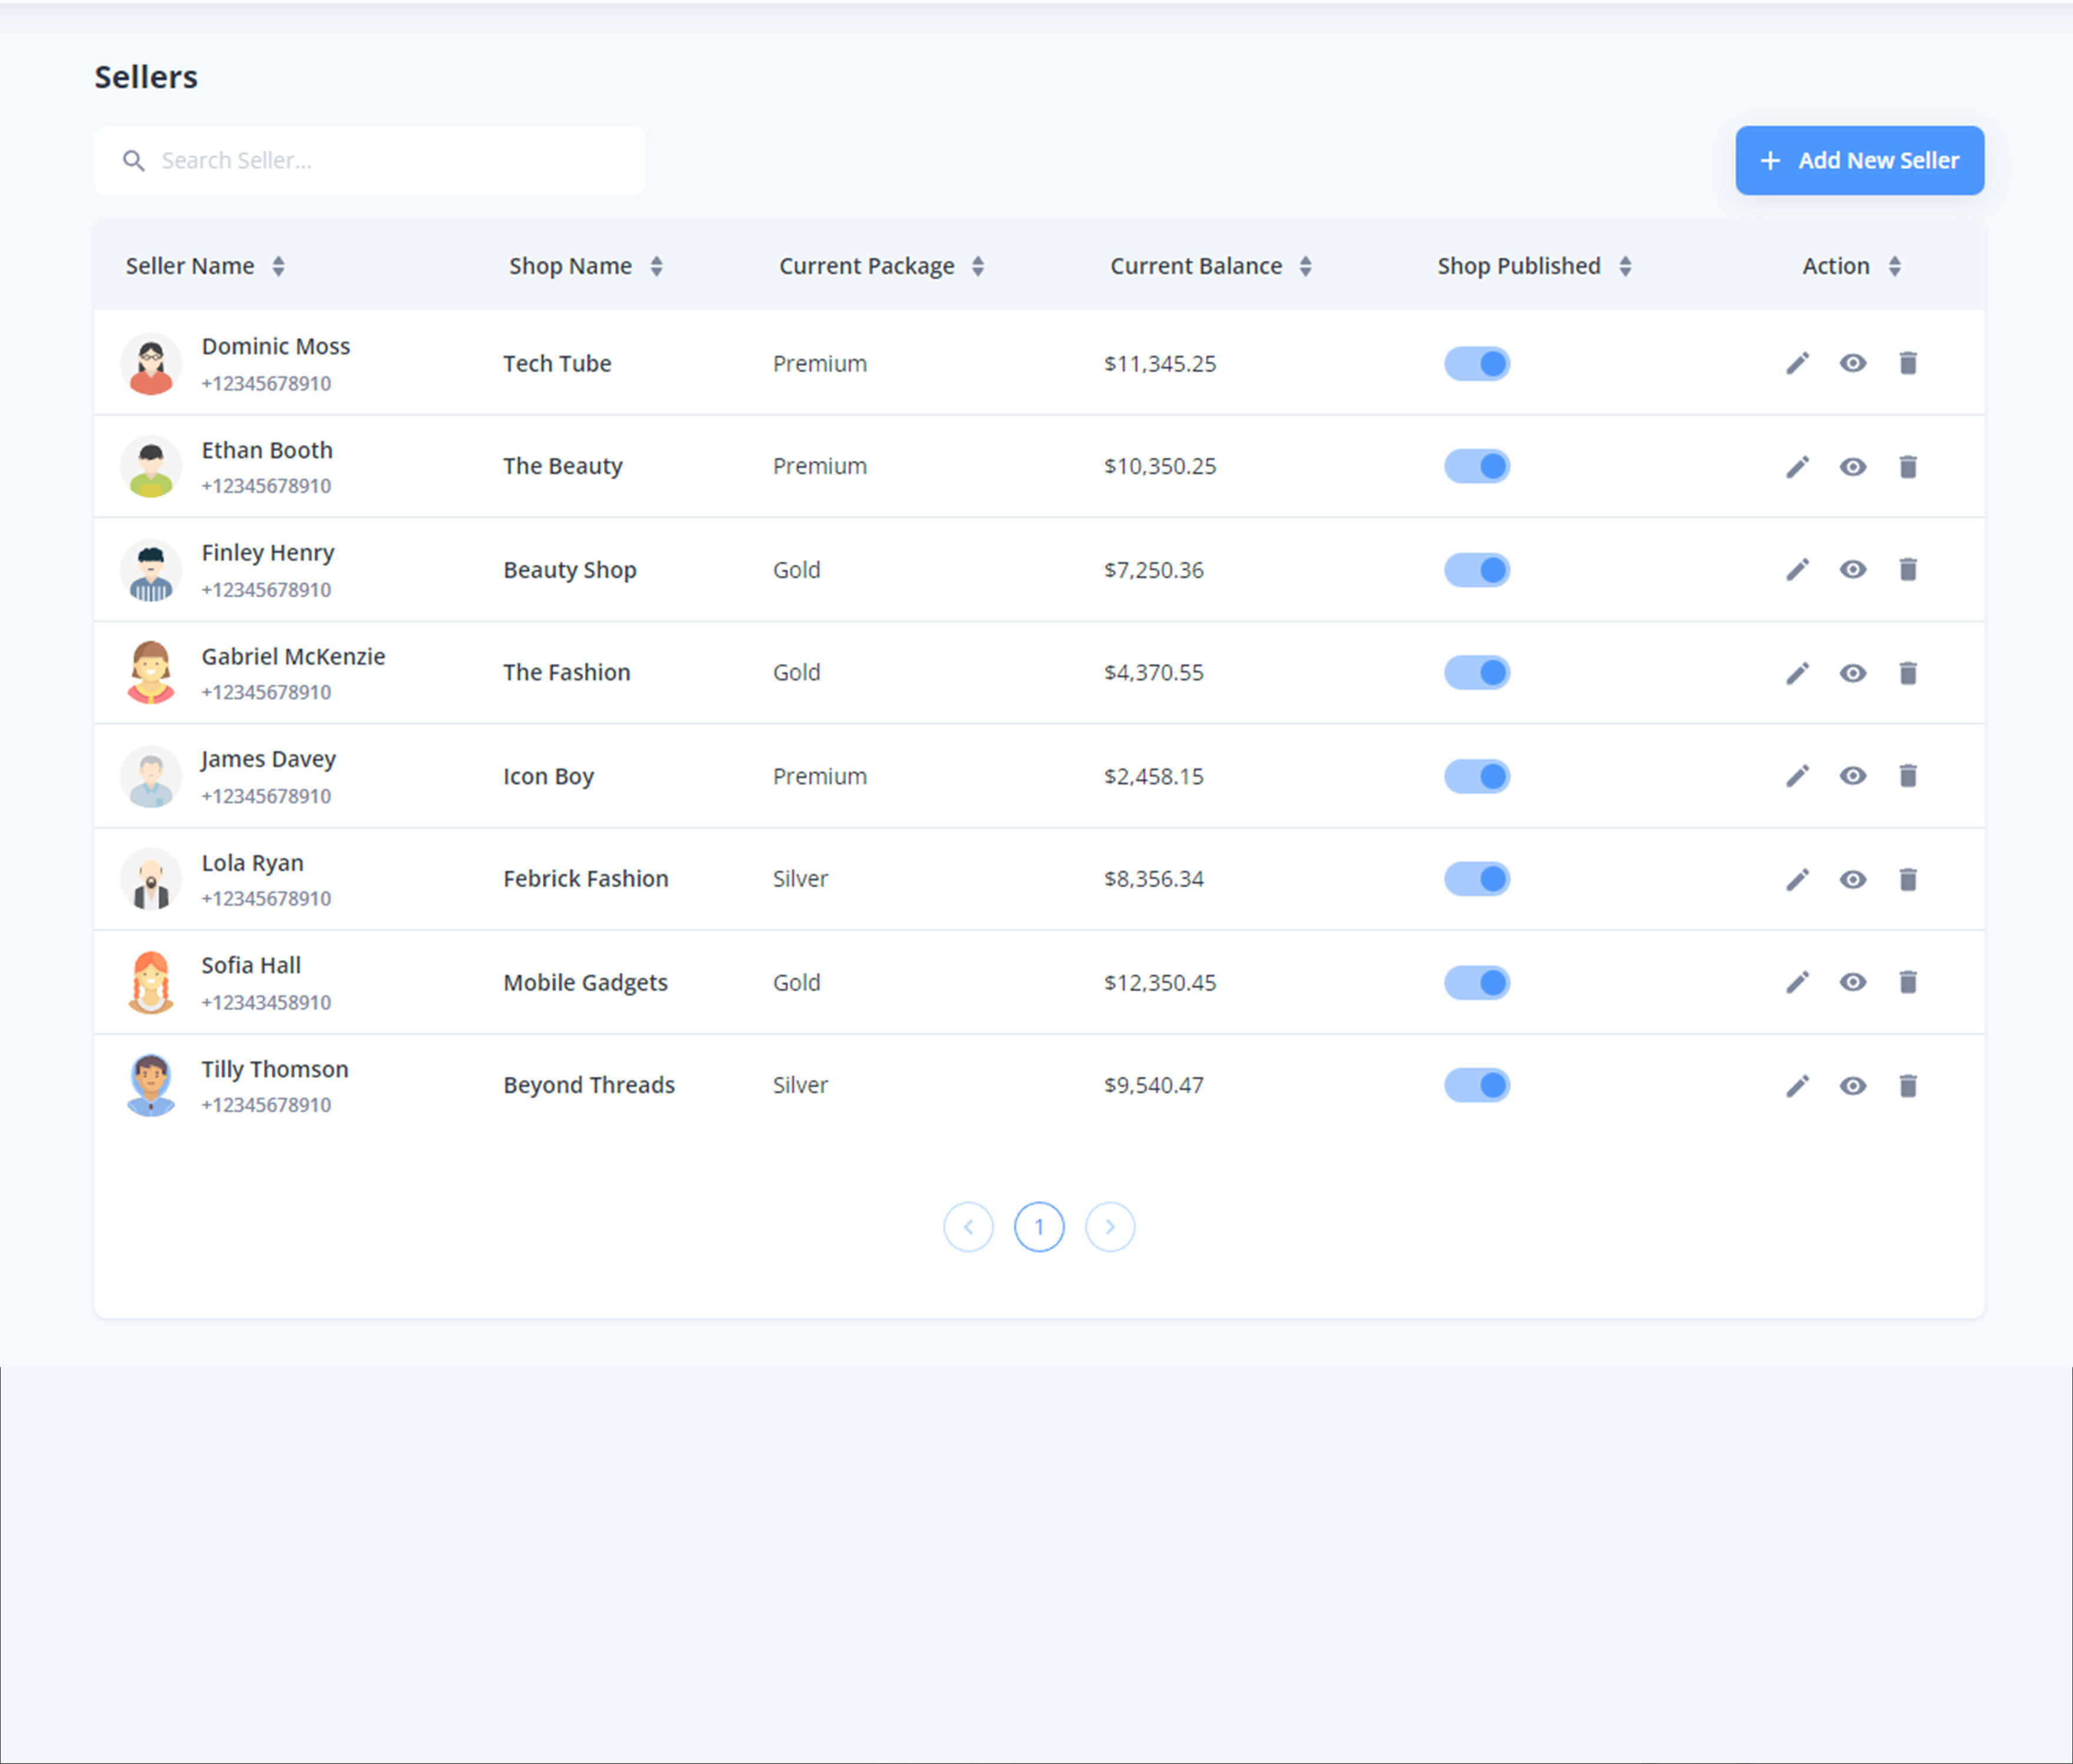 Sellers
Search Seller...
+ Add New Seller
Seller Name Shop Name Current Package Current Balance Shop Published Action
Dominic Moss
+12345678910
Tech Tube Premium $11,345.25
Ethan Booth
+12345678910
The Beauty Premium $10,350.25
Finley Henry
+12345678910
Beauty Shop Gold $7,250.36
Gabriel McKenzie
+12345678910
The Fashion Gold $4,370.55
James Davey
+12345678910
Icon Boy Premium $2,458.15
Lola Ryan
+12345678910
Febrick Fashion Silver $8,356.34
Sofia Hall
+12343458910
Mobile Gadgets Gold $12,350.45
Tilly Thomson
+12345678910
Beyond Threads Silver $9,540.47
1